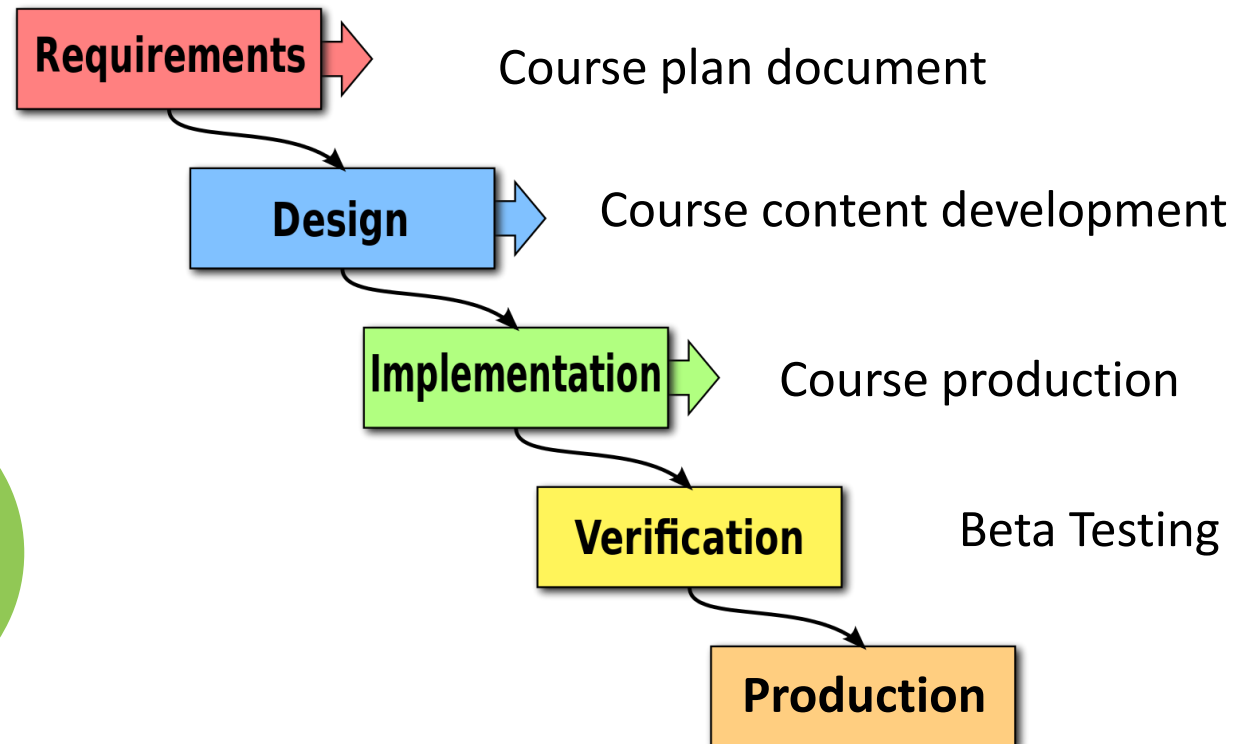 Requirements
Course plan document
Design
Course content development
Implementation
Course production
Verification
Beta Testing
Production